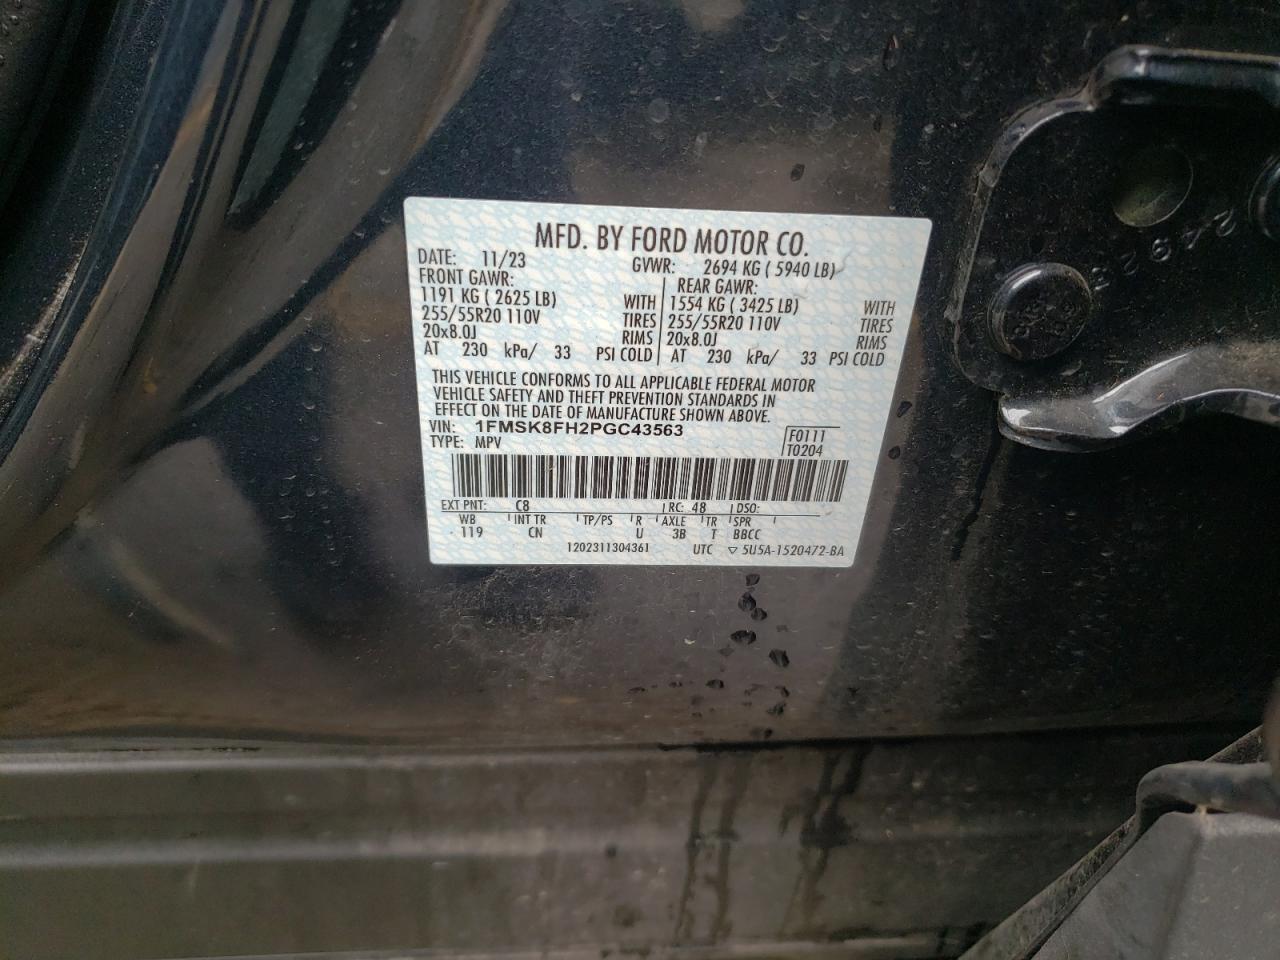 MFD. BY FORD MOTOR CO.
DATE: 11/23 GVWR: 2694 KG ( 5940 LB)
FRONT GAWR: REAR GAWR:
1191 KG ( 2625 LB) WITH 1554 KG ( 3425 LB) WITH
255/55R20 110V TIRES 255/55R20 110V TIRES
20x8.0J RIMS 20x8.0J RIMS
AT 230 kPa/ 33 PSI COLD AT 230 kPa/ 33 PSI COLD
THIS VEHICLE CONFORMS TO ALL APPLICABLE FEDERAL MOTOR
VEHICLE SAFETY AND THEFT PREVENTION STANDARDS IN
EFFECT ON THE DATE OF MANUFACTURE SHOWN ABOVE.
VIN: 1FMSK8FH2PGC43563 F0111
TYPE: MPV T0204
EXT PNT: C8 RC: 48 DSO:
WB INT TR TP/PS R AXLE TR SPR
119 CN U 3B T BBCC
1202311304361 UTC ▽ 5U5A-1520472-BA